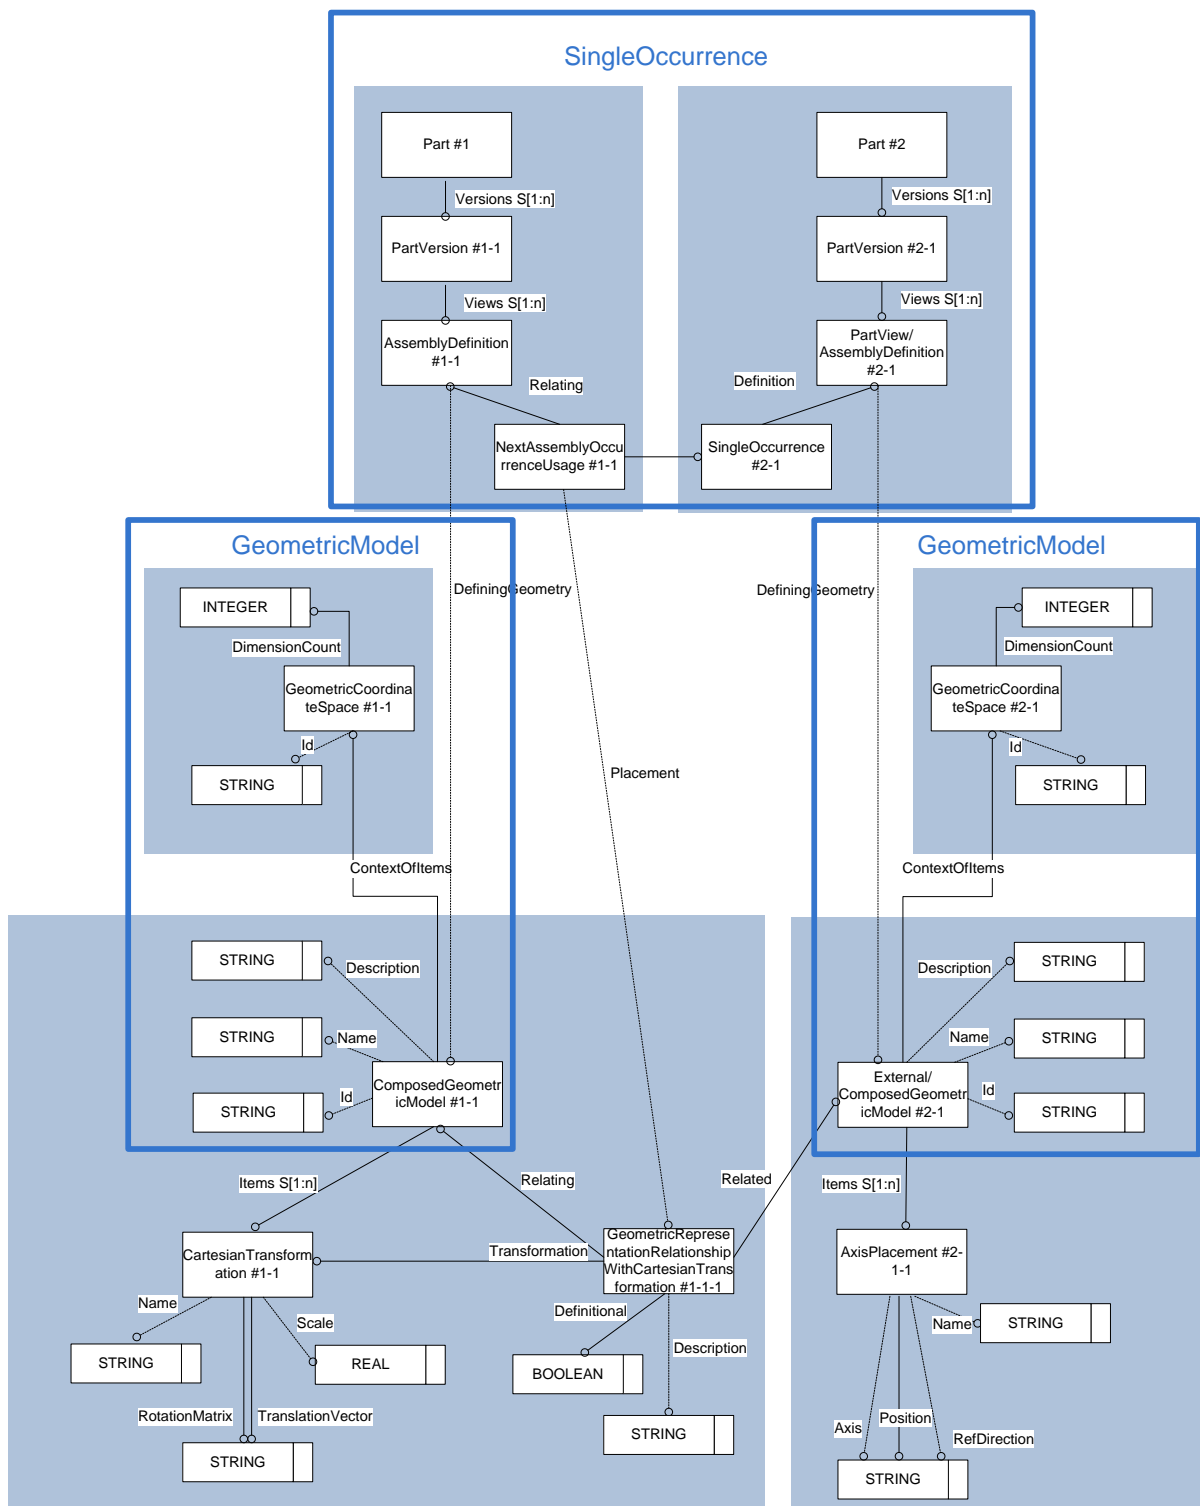 SingleOccurrence
Part #1
Part #2
Versions S[1:n]
Versions S[1:n]
PartVersion #1-1
PartVersion #2-1
Views S[1:n]
Views S[1:n]
AssemblyDefinition
#1-1
PartView/
AssemblyDefinition
#2-1
Relating
Definition
NextAssemblyOccu
rrenceUsage #1-1
SingleOccurrence
#2-1
GeometricModel
GeometricModel
DefiningGeometry
DefiningGeometry
INTEGER
INTEGER
DimensionCount
DimensionCount
GeometricCoordina
teSpace #1-1
GeometricCoordina
teSpace #2-1
Id
Id
STRING
STRING
Placement
ContextOfItems
ContextOfItems
STRING
Description
Description
STRING
STRING
Name
Name
STRING
External/
ComposedGeomet
ricModel #2-1
ComposedGeomet
ricModel #1-1
Id
Id
STRING
STRING
Items S[1:n]
Relating
Related
Items S[1:n]
CartesianTransform
ation #1-1
Transformation
GeometricReprese
ntationRelationship
WithCartesianTrans
formation #1-1-1
AxisPlacement #2-
1-1
Name
Scale
Definitional
Description
Name
STRING
STRING
REAL
BOOLEAN
RotationMatrix
TranslationVector
Axis
Position
RefDirection
STRING
STRING
STRING